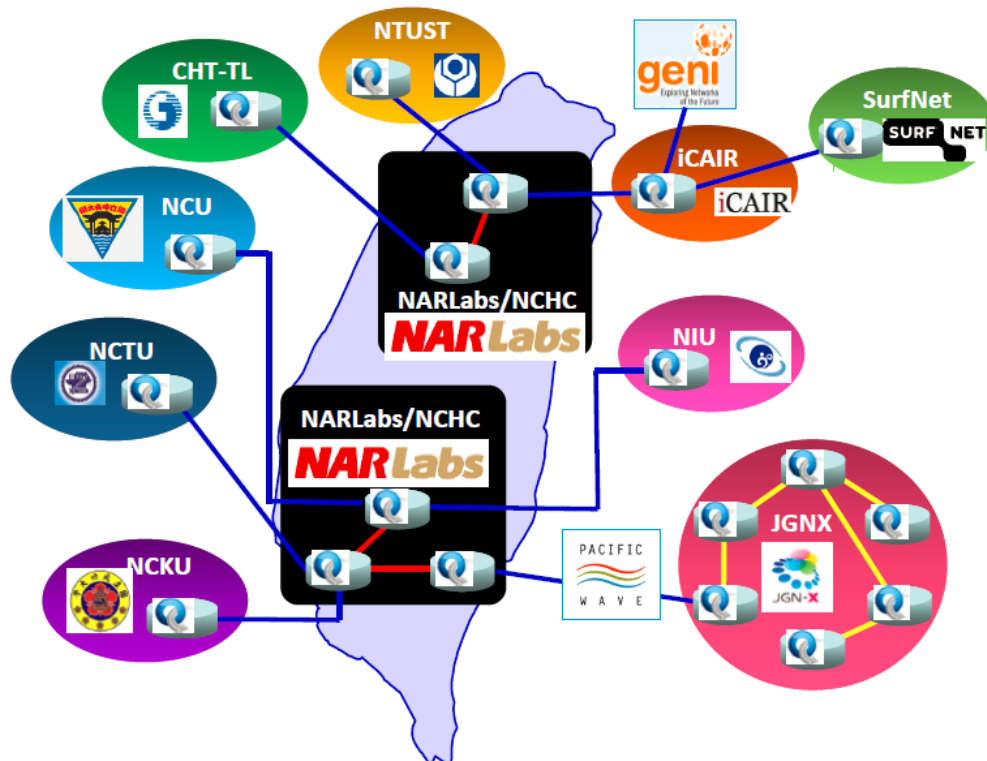 NTUST
CHT-TL
geni
Exploring Networks
of the Future
SurfNet
SURF NET
iCAIR
iCAIR
NCU
NARLabs/NCHC
NARLabs
NIU
NCTU
NARLabs/NCHC
NARLabs
JGNX
JGN-X
PACIFIC
WAVE
NCKU